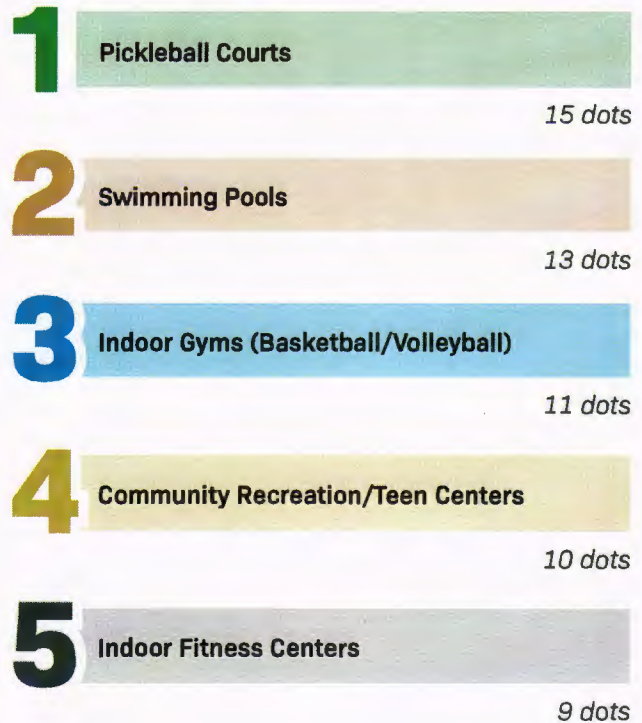 1
Pickleball Courts
15 dots
2
Swimming Pools
13 dots
3
Indoor Gyms (Basketball/Volleyball)
11 dots
4
Community Recreation/Teen Centers
10 dots
5
Indoor Fitness Centers
9 dots